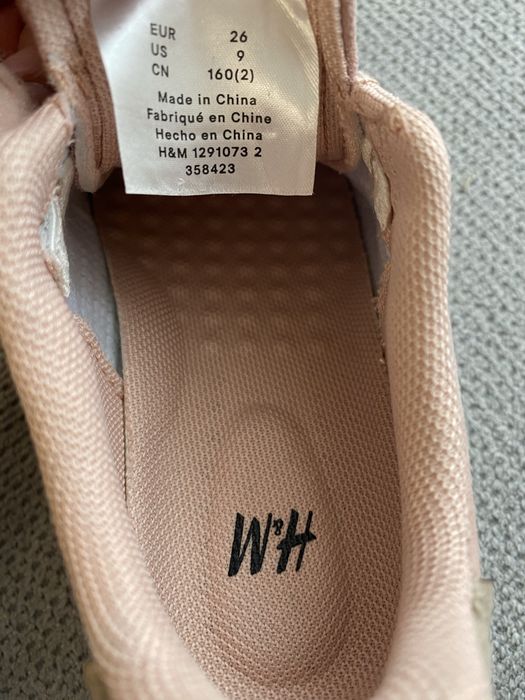 EUR 26
US 9
CN 160(2)
Made in China
Fabriqué en Chine
Hecho en China
H&M 1291073 2
358423
H&M